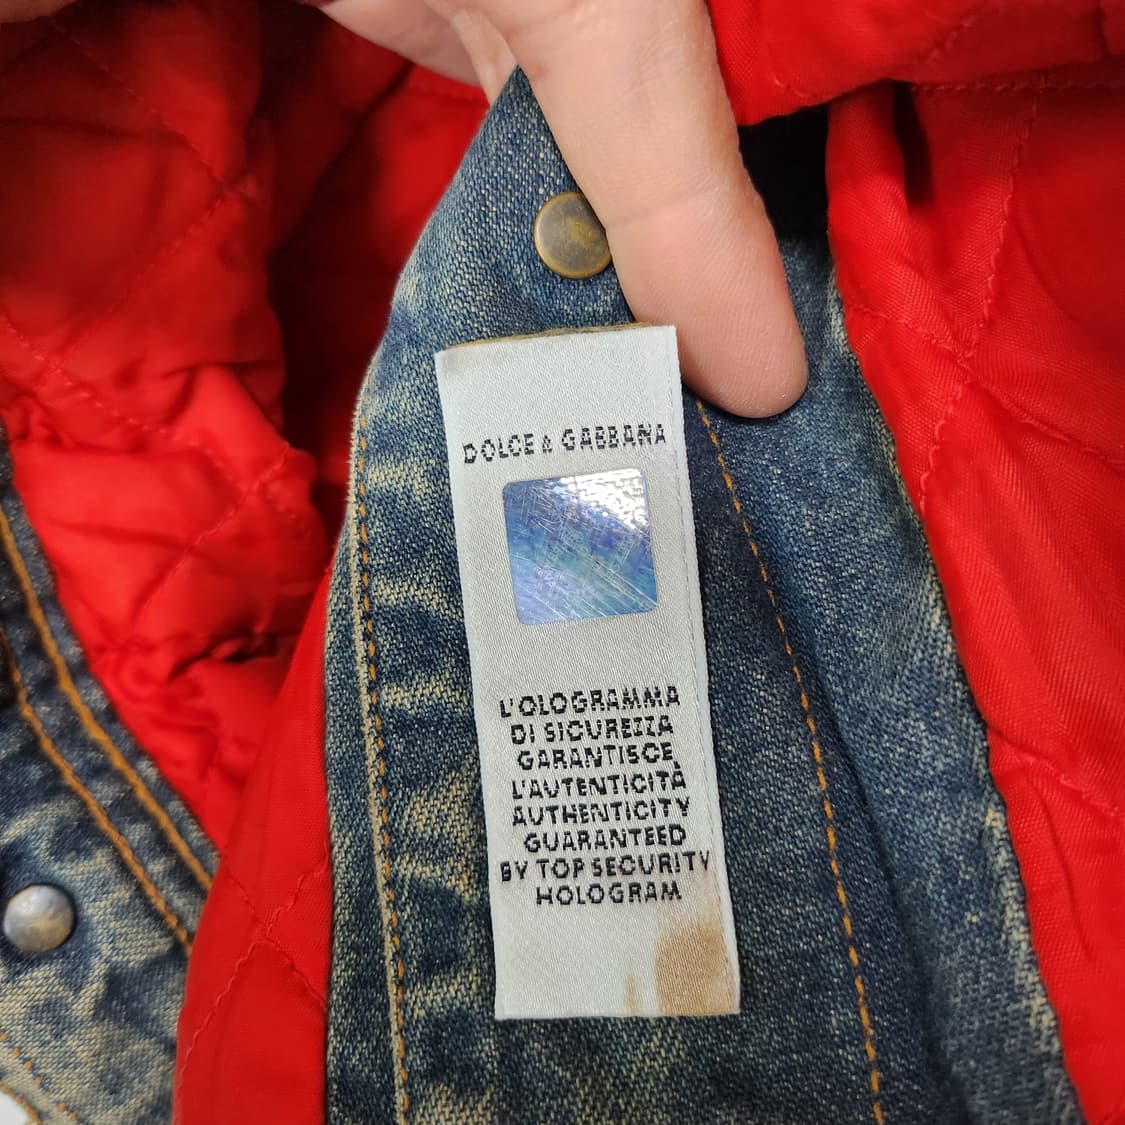 DOLCE & GABBANA
L'OLOGRAMMA
DI SICUREZZA
GARANTISCE
L'AUTENTICITÀ
AUTHENTICITY
GUARANTEED
BY TOP SECURITY
HOLOGRAM